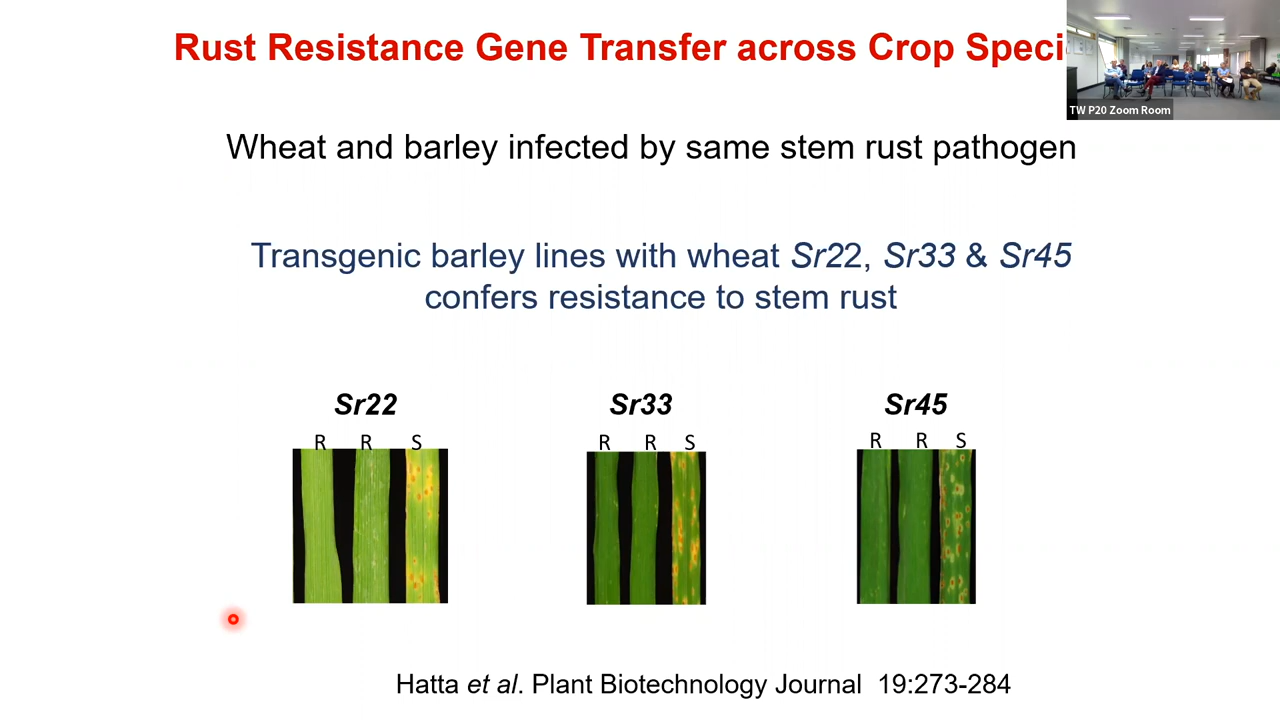 Rust Resistance Gene Transfer across Crop Speci
TW P20 Zoom Room
Wheat and barley infected by same stem rust pathogen
Transgenic barley lines with wheat Sr22, Sr33 & Sr45
confers resistance to stem rust
Sr22 Sr33 Sr45
R R S R R S R R S
Hatta et al. Plant Biotechnology Journal 19:273-284